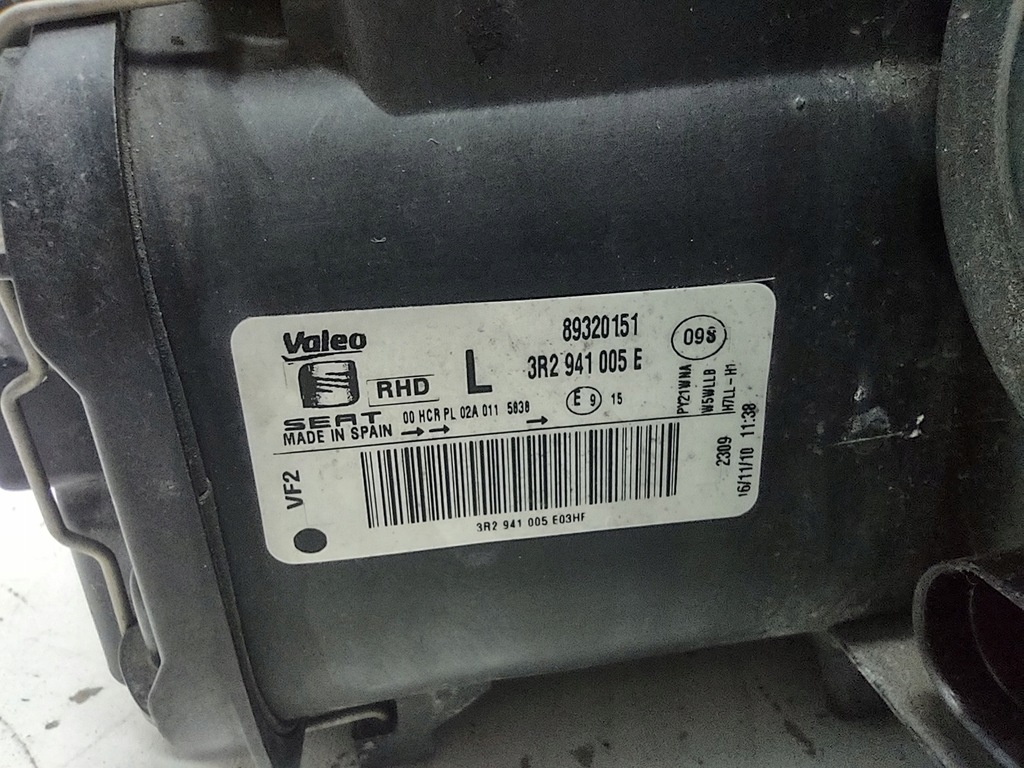 Valeo
89320151
RHD
L
3R2 941 005 E
09S
SEAT
00 HCR PL 02A 011 5838
E 9 15
MADE IN SPAIN
VF2
3R2 941 005 E03HF
PY21WNA
W5WLLB
H7LL-H1
2309
16/11/10 11:38